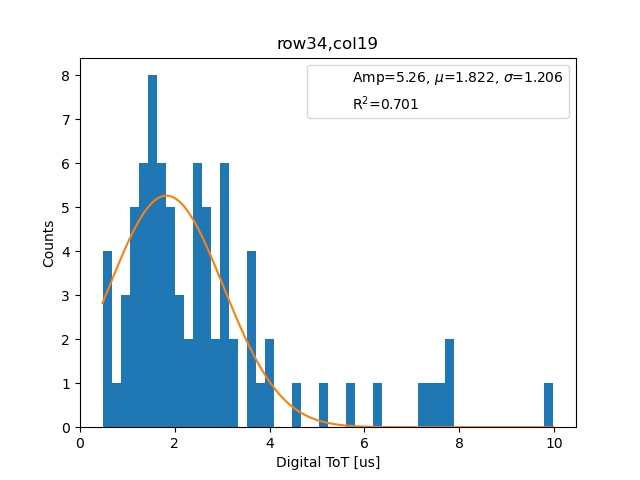 row34,col19
Amp=5.26, μ=1.822, σ=1.206
R²=0.701
Counts
8
7
6
5
4
3
2
1
0
0 2 4 6 8 10
Digital ToT [us]